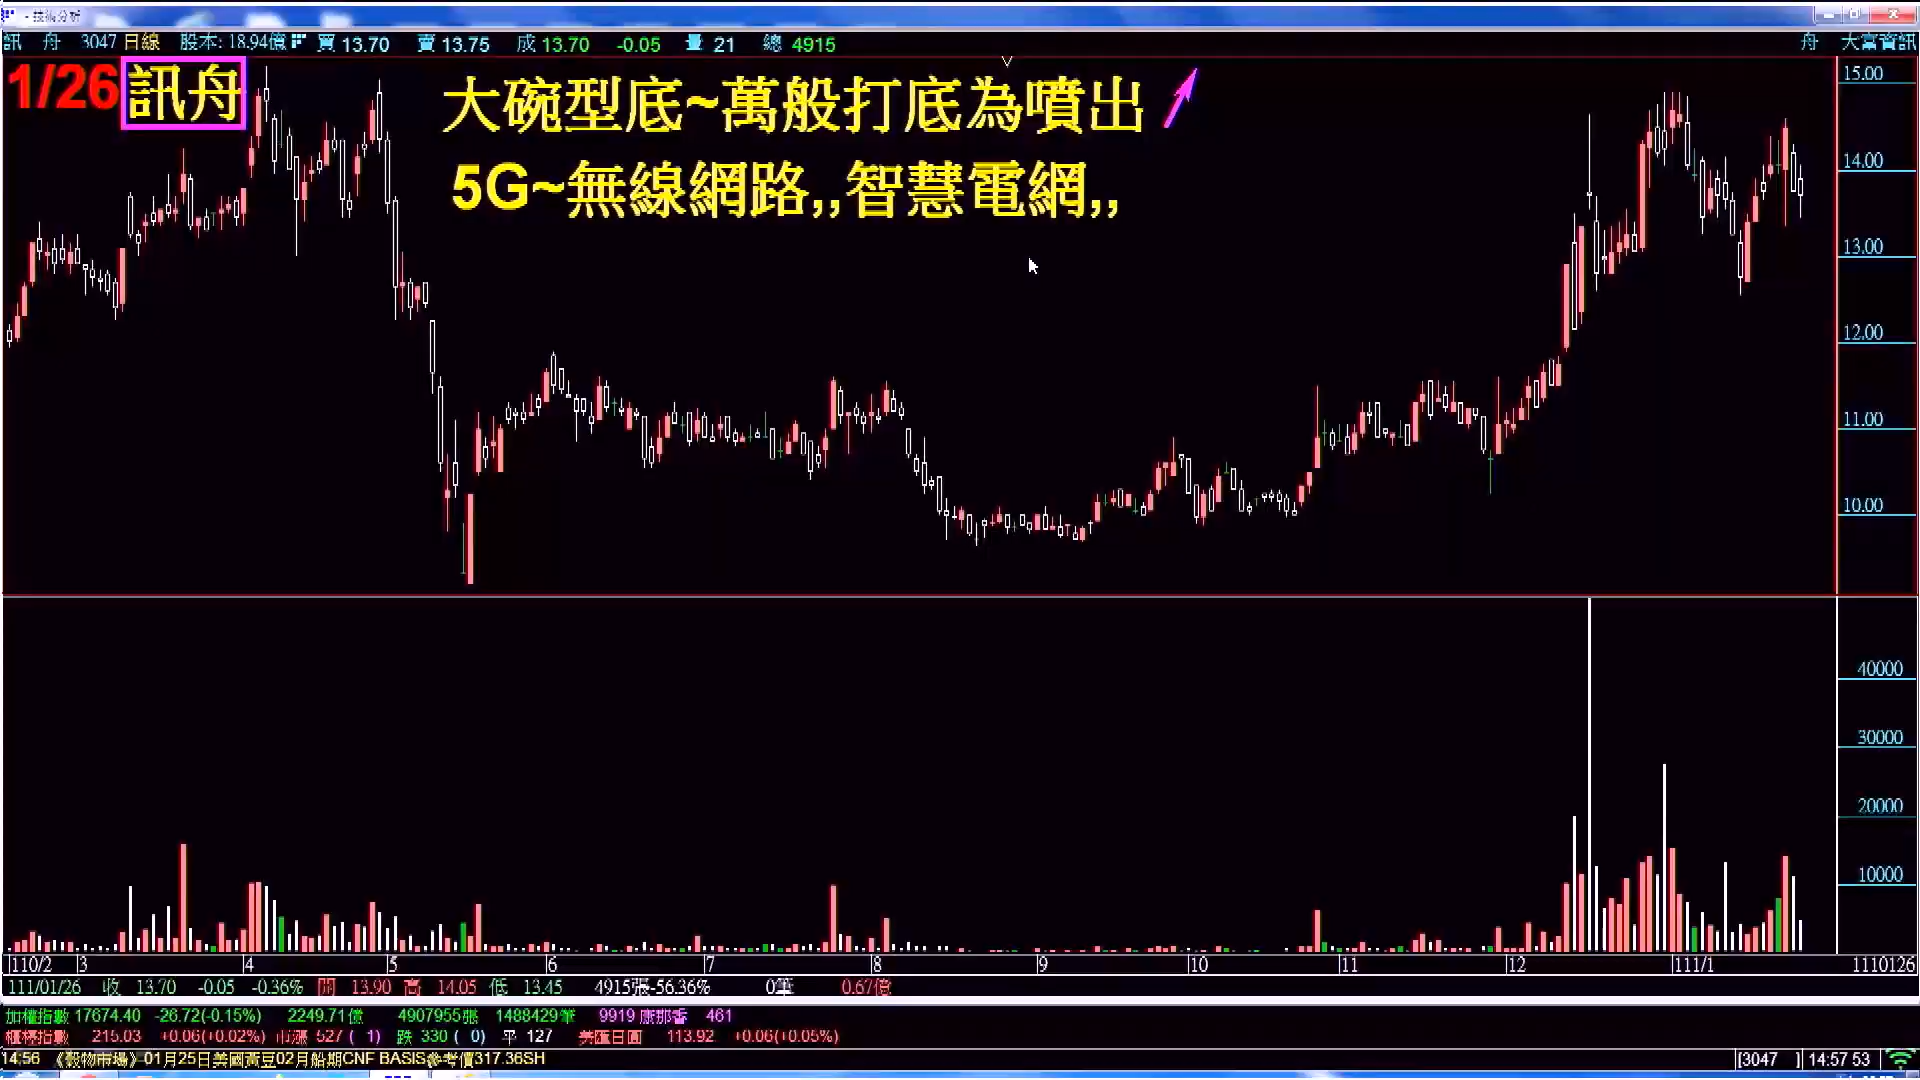 - 技術分析
訊 舟 3047 日線 股本: 18.94億 買 13.70 賣 13.75 成 13.70 -0.05 量 21 總 4915 舟 大富資訊
1/26 訊舟
大碗型底~萬般打底為噴出
5G~無線網路,,智慧電網,,
15.00
14.00
13.00
12.00
11.00
10.00
40000
30000
20000
10000
110/2 3 4 5 6 7 8 9 10 11 12 111/1 1110126
111/01/26 收 13.70 -0.05 -0.36% 開 13.90 高 14.05 低 13.45 4915張-56.36% 0筆 0.67億
加權指數 17674.40 -26.72(-0.15%) 2249.71億 4907955張 1488429筆 9919 康那香 461
櫃檯指數 215.03 +0.06(+0.02%) 市漲 527 ( 1) 跌 330 ( 0) 平 127 美匯日圓 113.92 +0.06(+0.05%)
14:56 《穀物市場》01月25日美國黃豆02月船期CNF BASIS參考價317.36SH [3047 ] 14:57 53